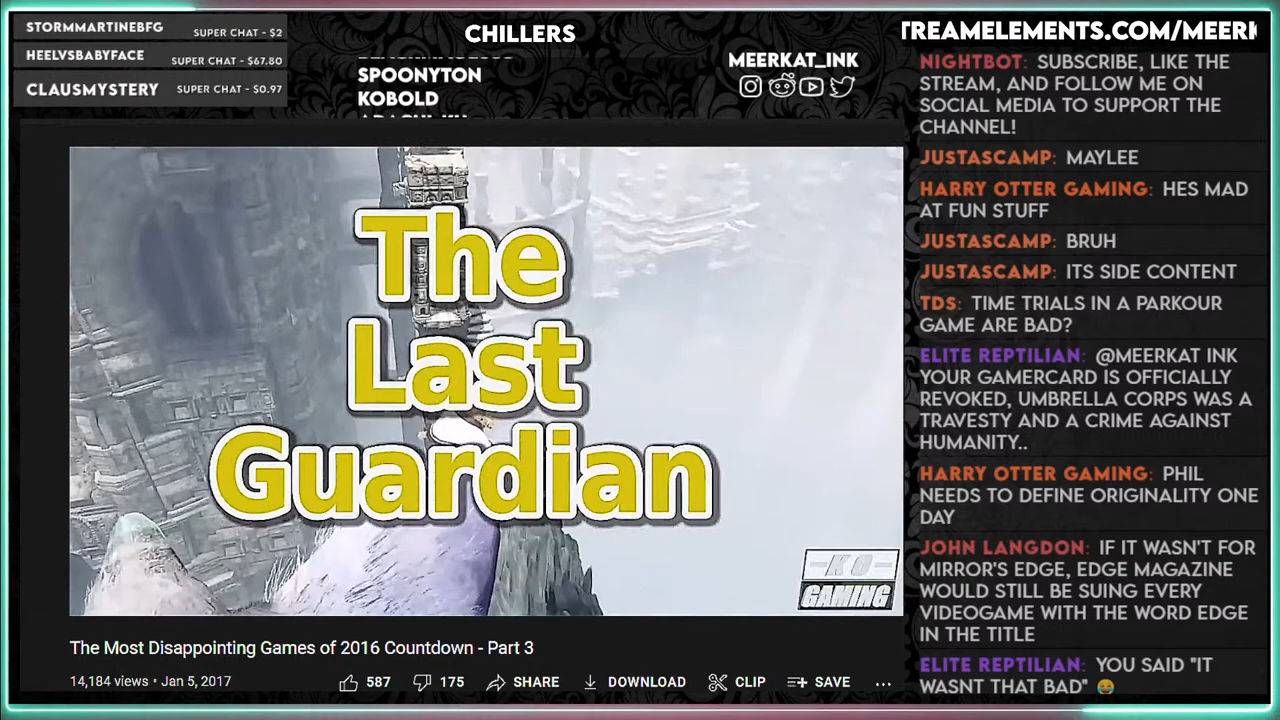 STORMMARTINEBFG
SUPER CHAT - $2
HEELVSBABYFACE
SUPER CHAT - $67.80
CLAUSMYSTERY
SUPER CHAT - $0.97
CHILLERS
SPOONYTON
KOBOLD
MEERKAT_INK
TREAMELEMENTS.COM/MEERK
The
Last
Guardian
KO
GAMING
The Most Disappointing Games of 2016 Countdown - Part 3
14,184 views • Jan 5, 2017
587
175
SHARE
DOWNLOAD
CLIP
SAVE
NIGHTBOT: SUBSCRIBE, LIKE THE
STREAM, AND FOLLOW ME ON
SOCIAL MEDIA TO SUPPORT THE
CHANNEL!
JUSTASCAMP: MAYLEE
HARRY OTTER GAMING: HES MAD
AT FUN STUFF
JUSTASCAMP: BRUH
JUSTASCAMP: ITS SIDE CONTENT
TDS: TIME TRIALS IN A PARKOUR
GAME ARE BAD?
ELITE REPTILIAN: @MEERKAT INK
YOUR GAMERCARD IS OFFICIALLY
REVOKED, UMBRELLA CORPS WAS A
TRAVESTY AND A CRIME AGAINST
HUMANITY..
HARRY OTTER GAMING: PHIL
NEEDS TO DEFINE ORIGINALITY ONE
DAY
JOHN LANGDON: IF IT WASN'T FOR
MIRROR'S EDGE, EDGE MAGAZINE
WOULD STILL BE SUING EVERY
VIDEOGAME WITH THE WORD EDGE
IN THE TITLE
ELITE REPTILIAN: YOU SAID "IT
WASNT THAT BAD" 😂